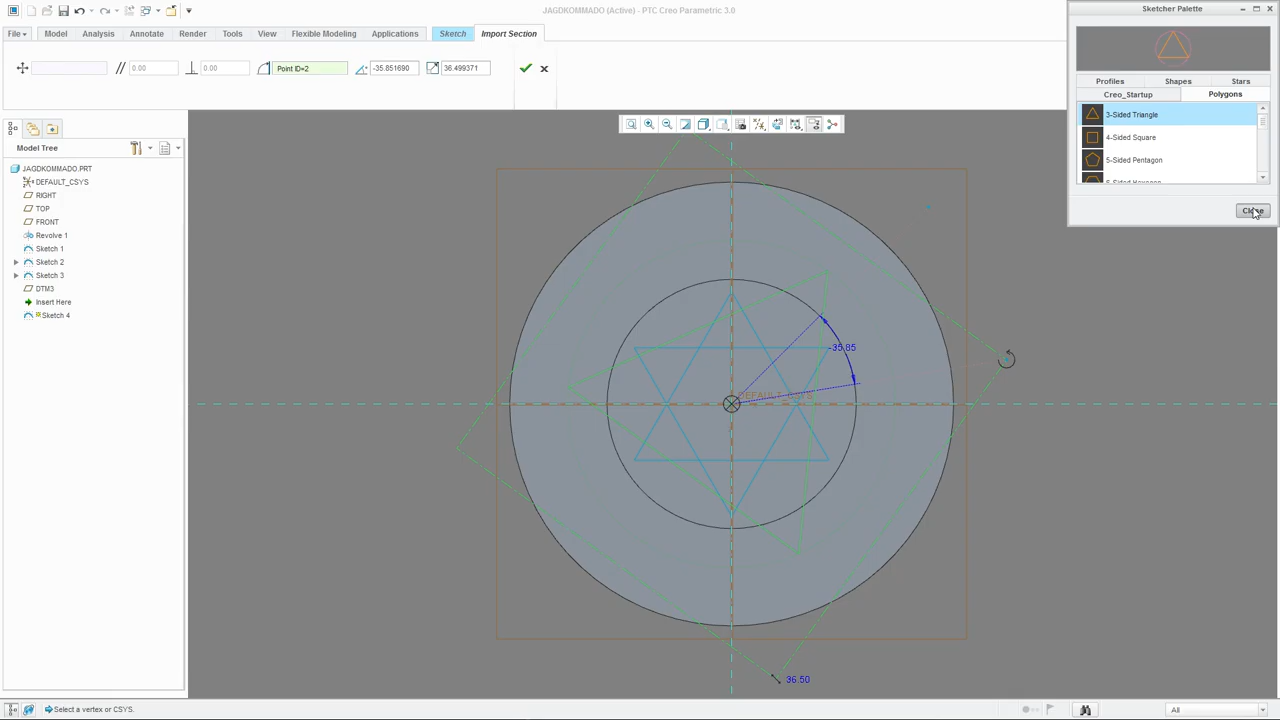 JAGDKOMMADO (Active) - PTC Creo Parametric 3.0
Sketcher Palette
File
Model
Analysis
Annotate
Render
Tools
View
Flexible Modeling
Applications
Sketch
Import Section
0.00
0.00
Point ID=2
-35.851690
36.499371
Profiles
Shapes
Stars
Creo_Startup
Polygons
3-Sided Triangle
4-Sided Square
5-Sided Pentagon
6-Sided Hexagon
Close
Model Tree
JAGDKOMMADO.PRT
DEFAULT_CSYS
RIGHT
TOP
FRONT
Revolve 1
Sketch 1
Sketch 2
Sketch 3
DTM3
Insert Here
Sketch 4
-35.85
DEFAULT_CSYS
36.50
Select a vertex or CSYS.
All